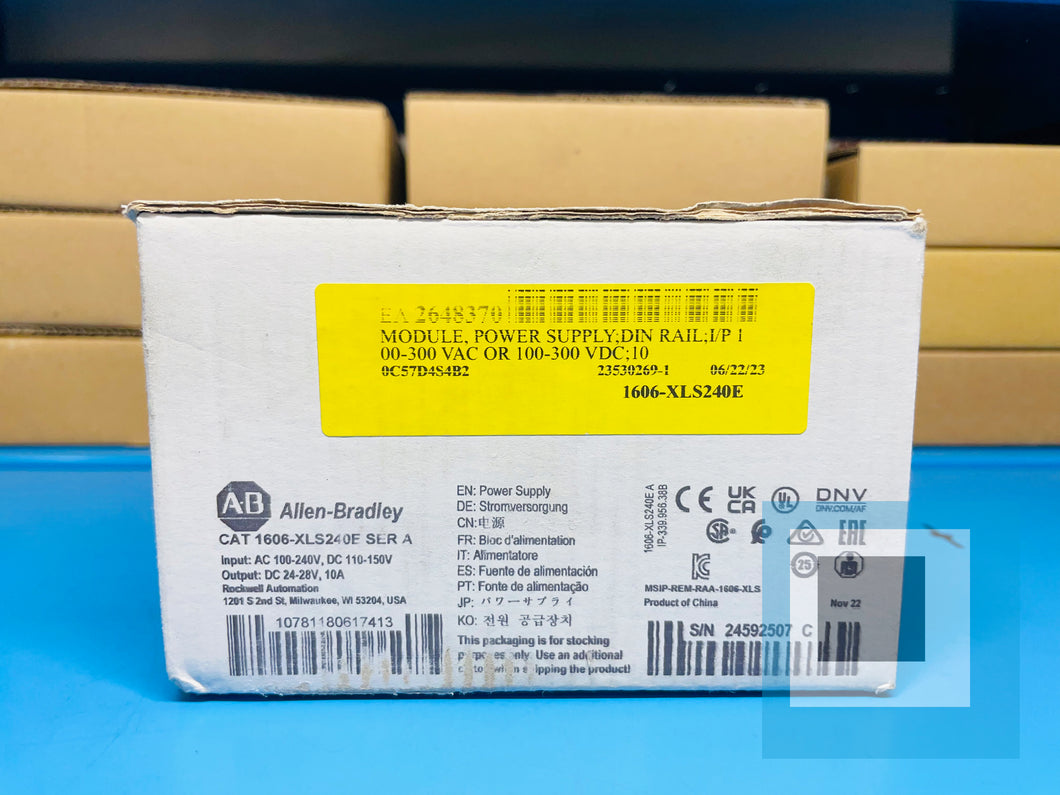 EA 2648370
MODULE, POWER SUPPLY;DIN RAIL;I/P 1
00-300 VAC OR 100-300 VDC;10
0C57D4S4B2 23530269-1 06/22/23
1606-XLS240E
A-B Allen-Bradley
CAT 1606-XLS240E SER A
Input: AC 100-240V, DC 110-150V
Output: DC 24-28V, 10A
Rockwell Automation
1201 S 2nd St, Milwaukee, WI 53204, USA
10781180617413
EN: Power Supply
DE: Stromversorgung
CN: 电源
FR: Bloc d'alimentation
IT: Alimentatore
ES: Fuente de alimentación
PT: Fonte de alimentação
JP: パワーサプライ
KO: 전원 공급장치
This packaging is for stocking
purposes only. Use an additional
when shipping the product!
1606-XLS240E A
IP-339.956.38B
CE UK CA UL DNV
DNV.COM/AF
SA EAC
25
MSIP-REM-RAA-1606-XLS
Product of China Nov 22
S/N 24592507 C